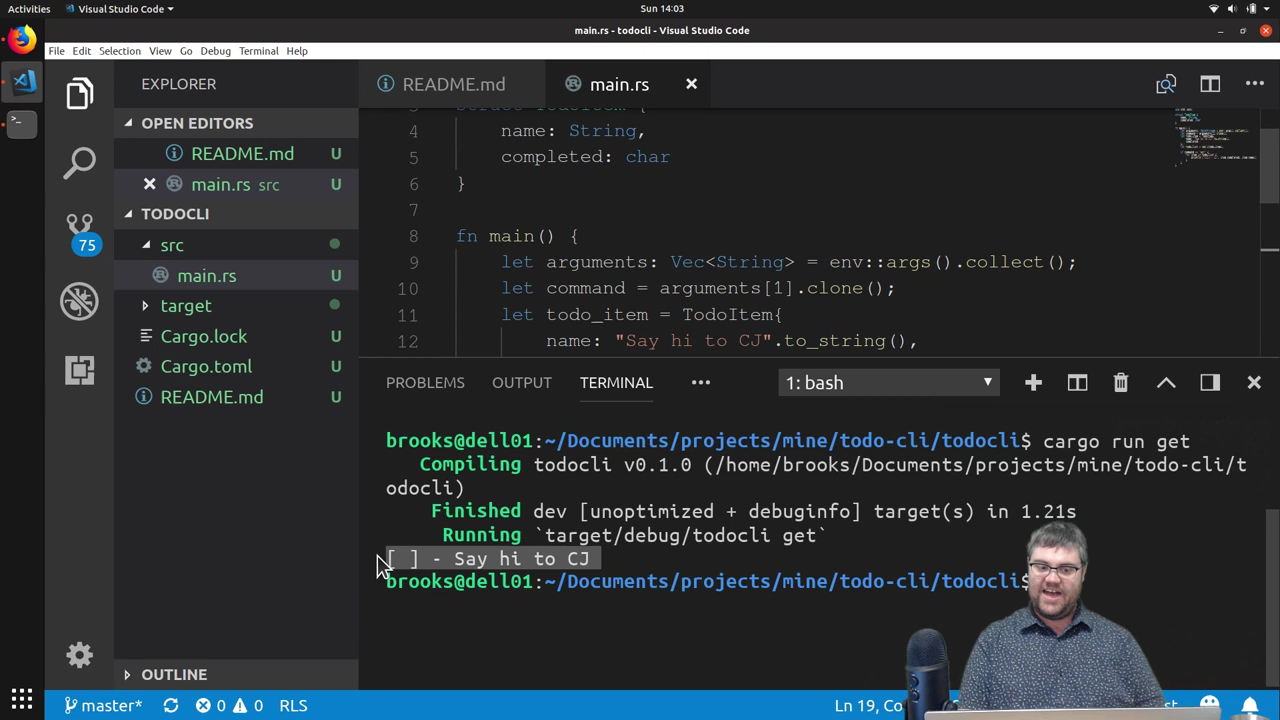 Activities
Visual Studio Code
Sun 14:03
main.rs - todocli - Visual Studio Code
File Edit Selection View Go Debug Terminal Help
EXPLORER
OPEN EDITORS
README.md U
main.rs src U
TODOCLI
src
main.rs U
target
Cargo.lock U
Cargo.toml U
README.md U
OUTLINE
75
README.md
main.rs
4 name: String,
5 completed: char
6 }
7
8 fn main() {
9 let arguments: Vec<String> = env::args().collect();
10 let command = arguments[1].clone();
11 let todo_item = TodoItem{
12 name: "Say hi to CJ".to_string(),
PROBLEMS OUTPUT TERMINAL ••• 1: bash
brooks@dell01:~/Documents/projects/mine/todo-cli/todocli$ cargo run get
Compiling todocli v0.1.0 (/home/brooks/Documents/projects/mine/todo-cli/t
odocli)
Finished dev [unoptimized + debuginfo] target(s) in 1.21s
Running `target/debug/todocli get`
[ ] - Say hi to CJ
brooks@dell01:~/Documents/projects/mine/todo-cli/todocli$
master* 0 0 RLS
Ln 19, Co